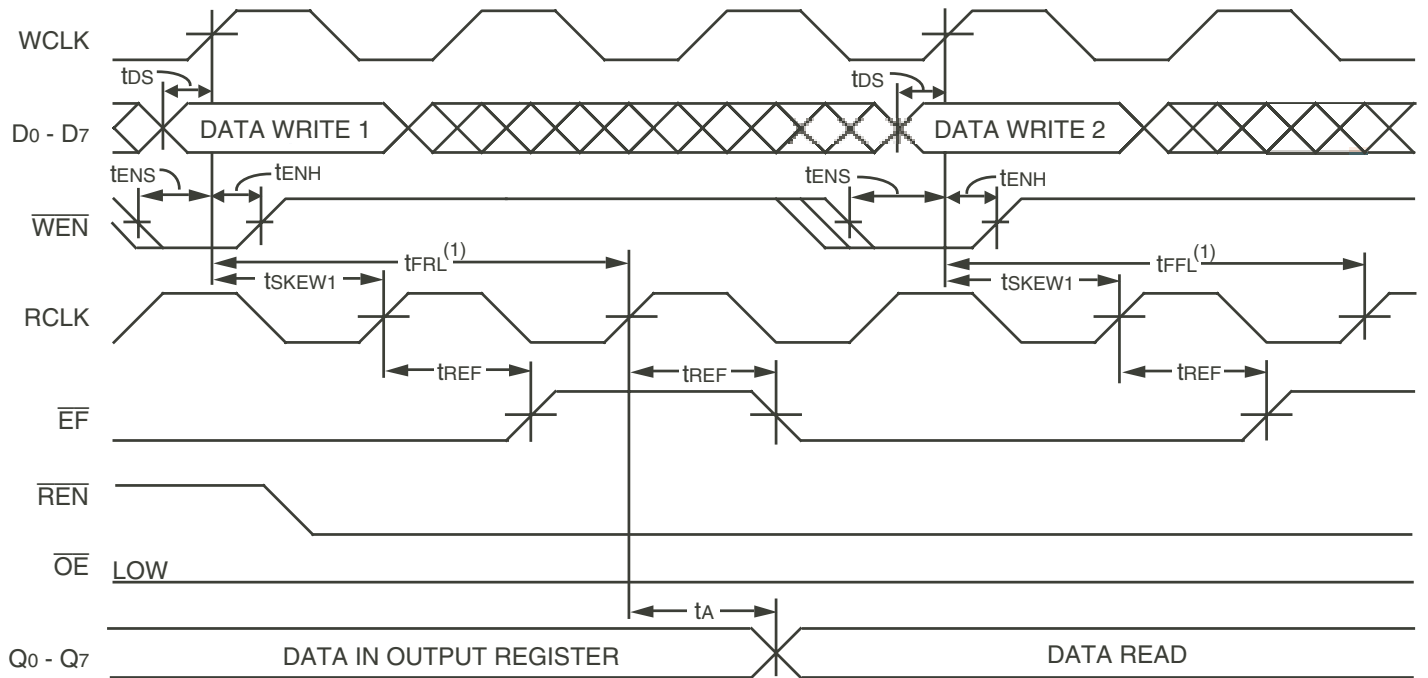 WCLK
tDS tDS
D0 - D7 DATA WRITE 1 DATA WRITE 2
tENS tENH tENS tENH
WEN
tFRL(1) tFFL(1)
tSKEW1 tSKEW1
RCLK
tREF tREF tREF
EF
REN
OE LOW
tA
Q0 - Q7 DATA IN OUTPUT REGISTER DATA READ